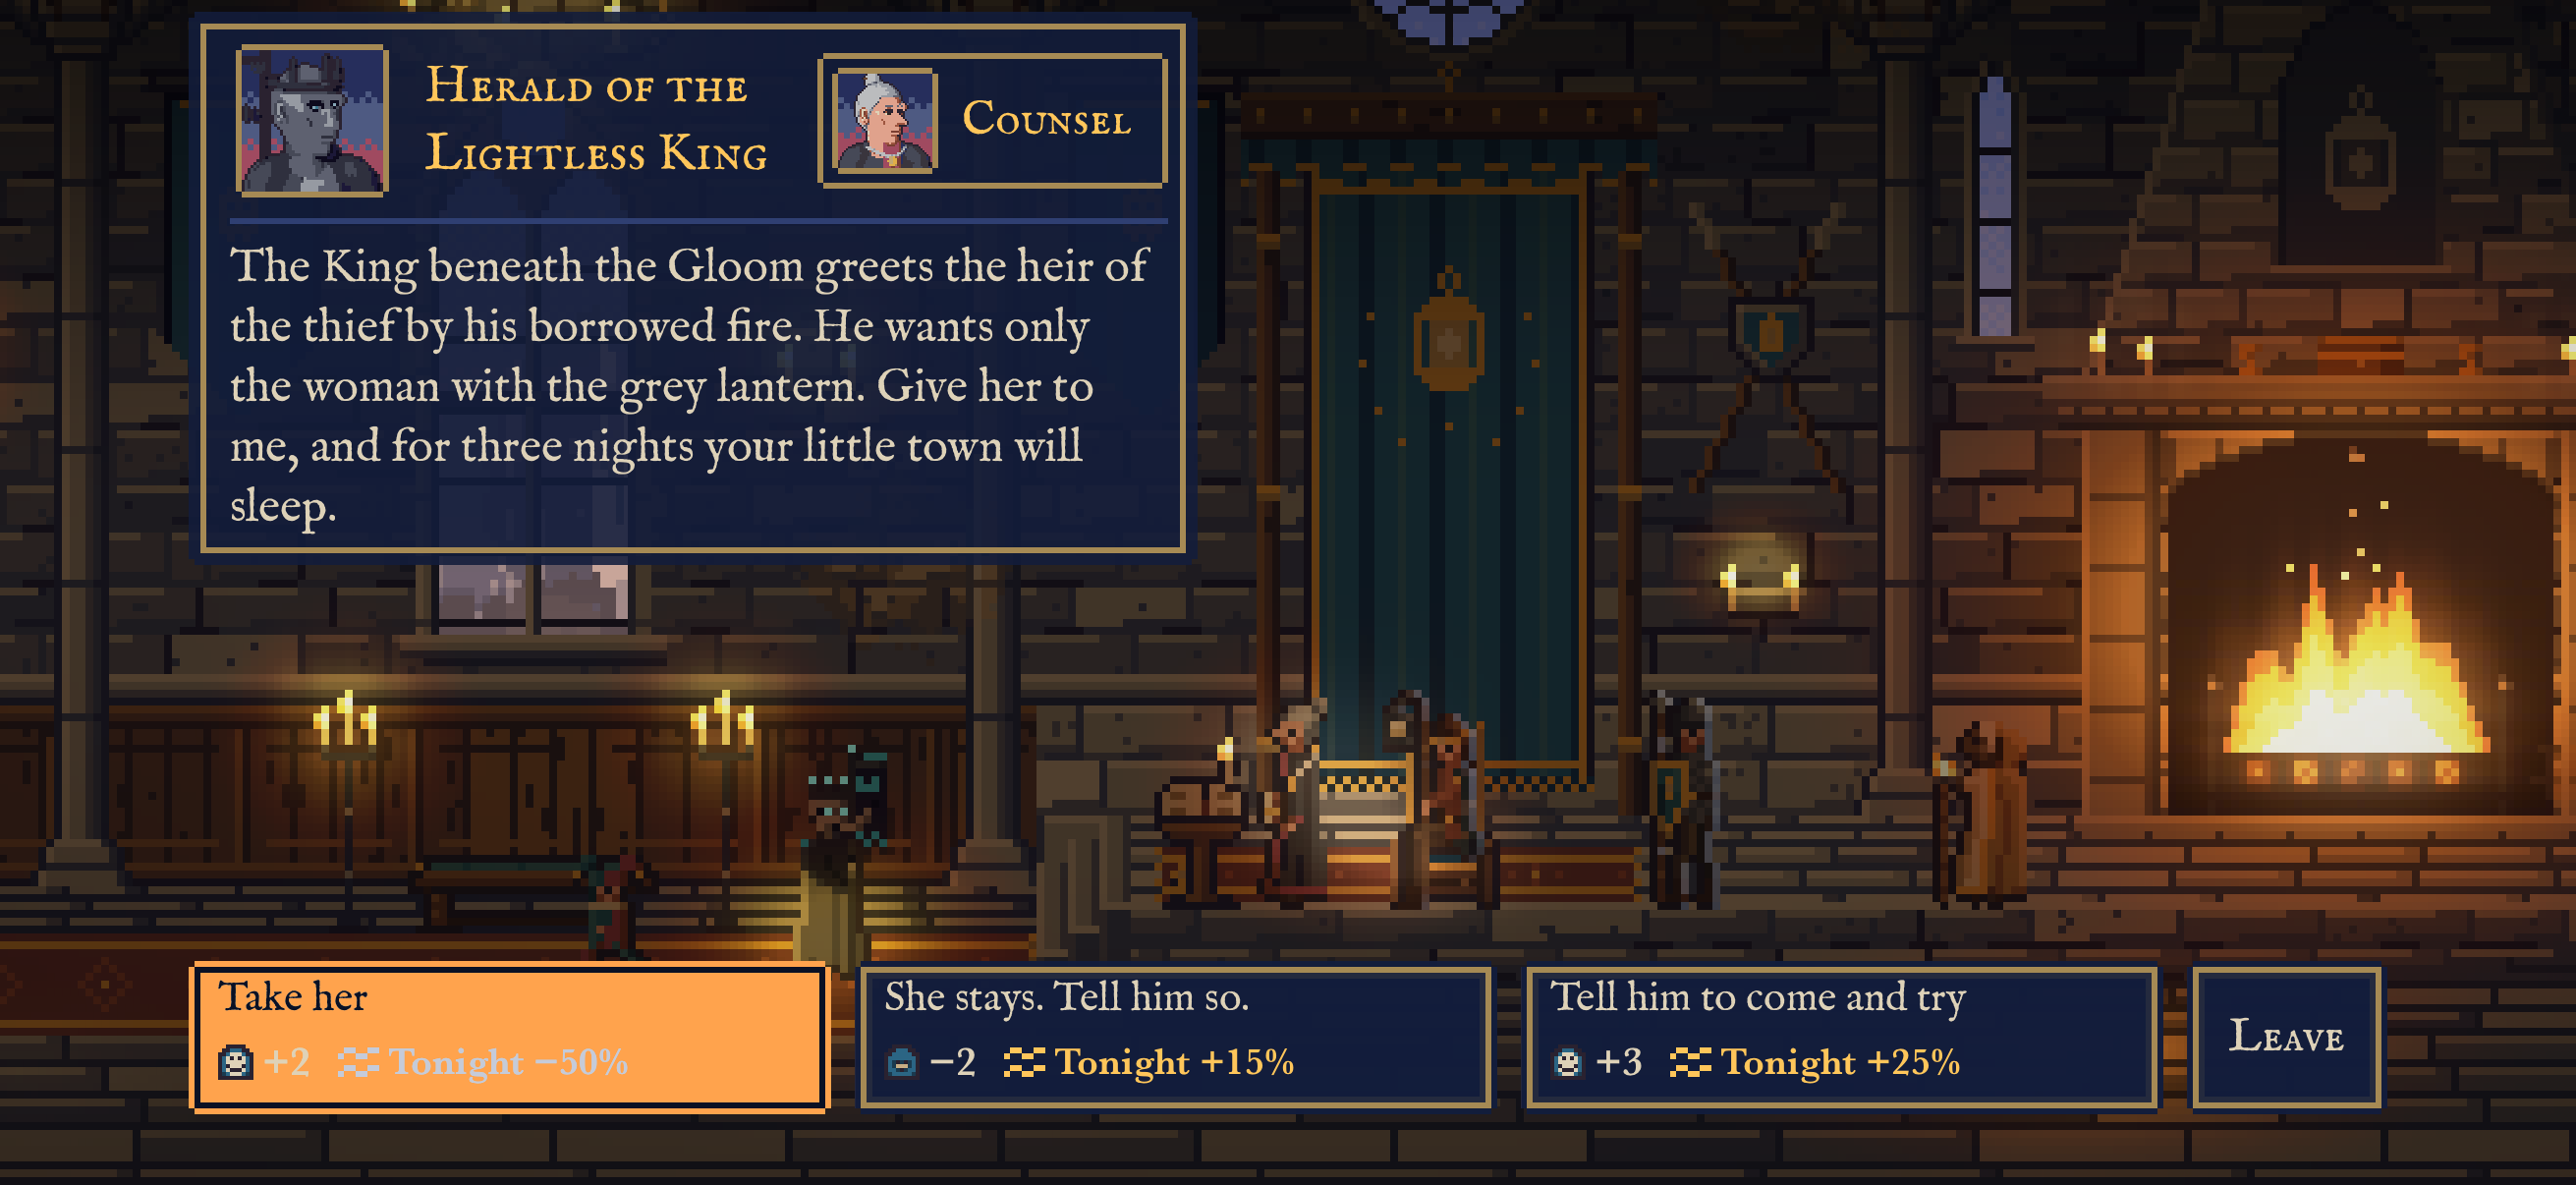 Herald of the
Lightless King
Counsel
The King beneath the Gloom greets the heir of
the thief by his borrowed fire. He wants only
the woman with the grey lantern. Give her to
me, and for three nights your little town will
sleep.
Take her
+2 Tonight −50%
She stays. Tell him so.
−2 Tonight +15%
Tell him to come and try
+3 Tonight +25%
Leave